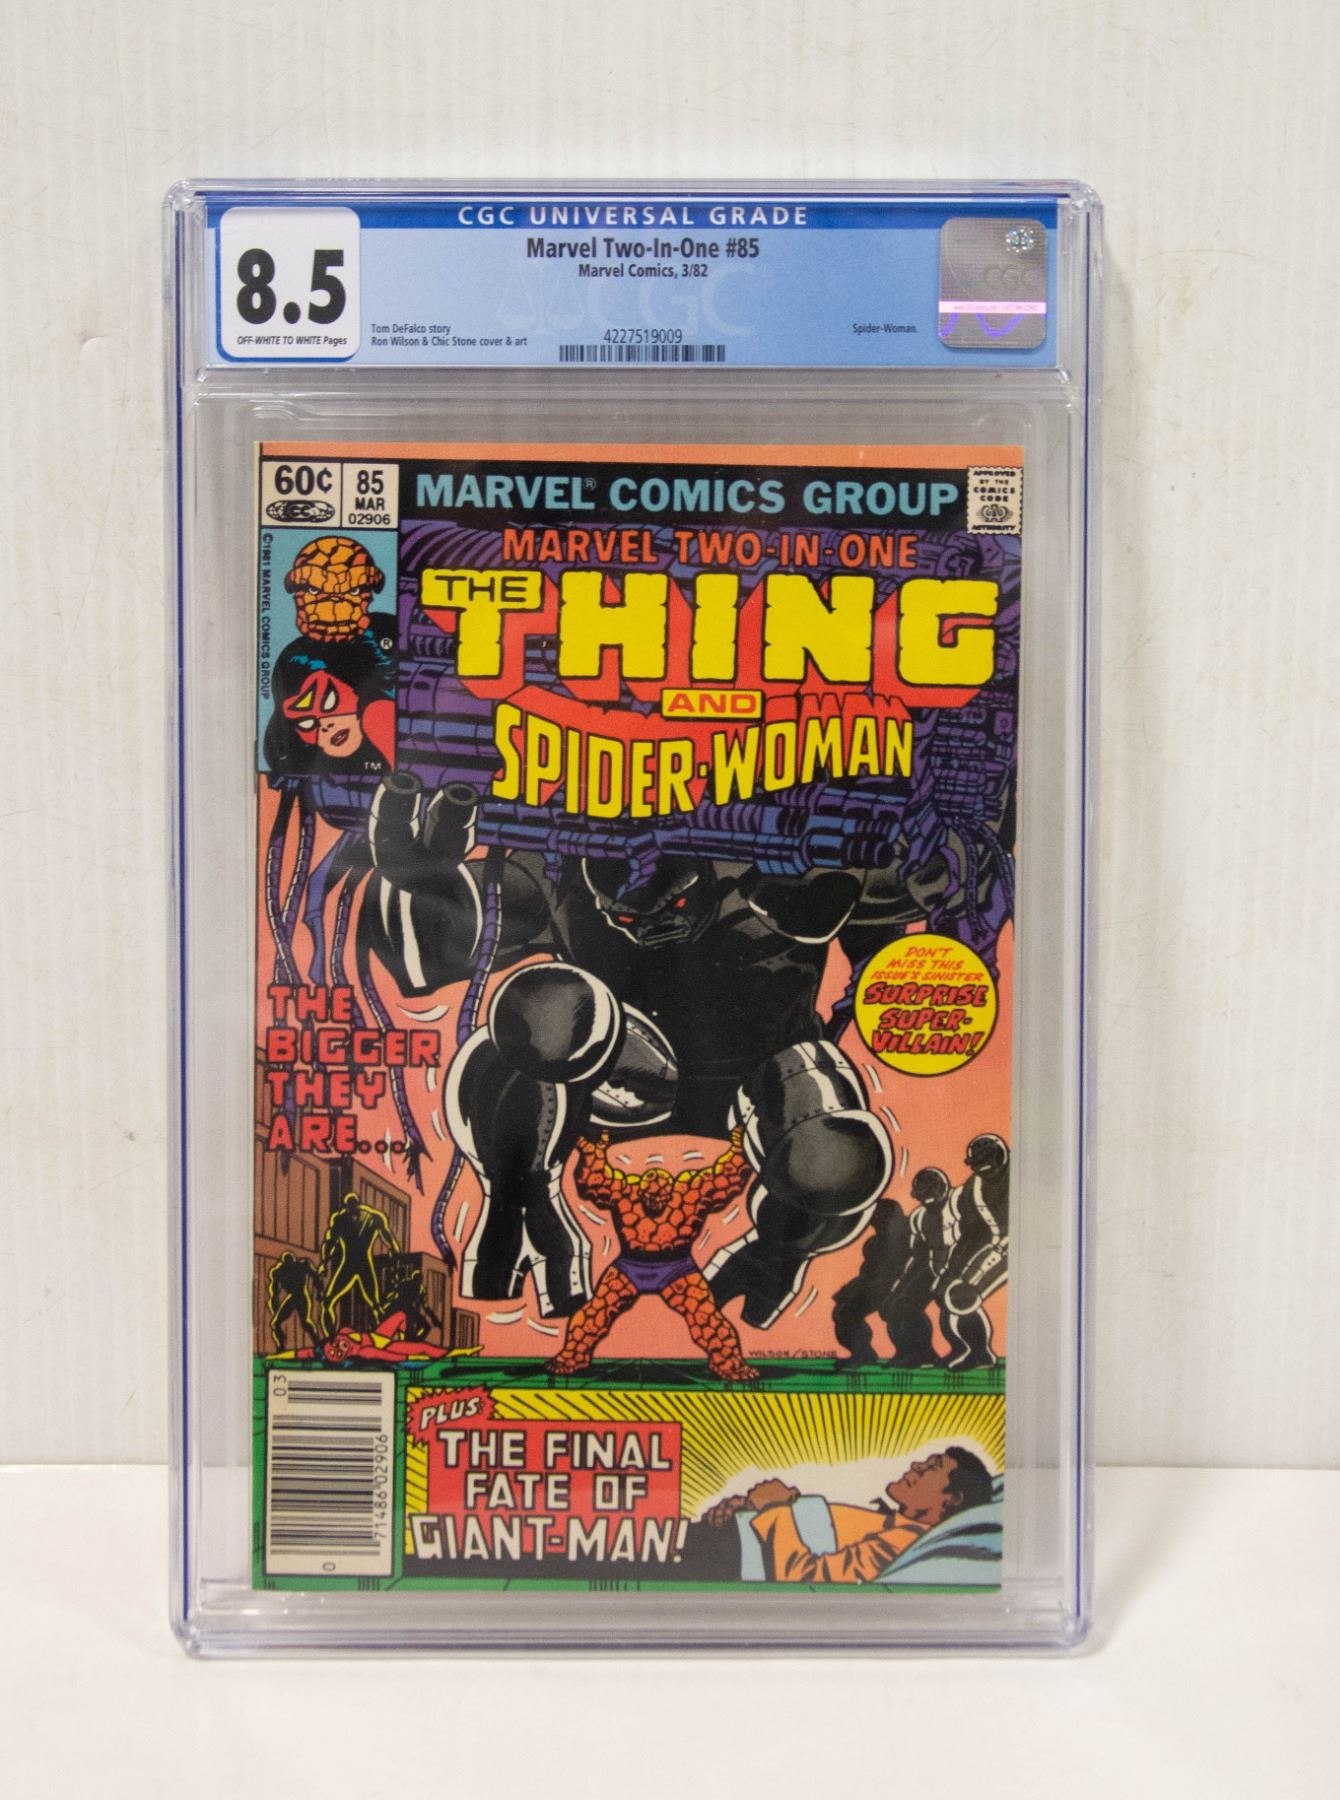 CGC UNIVERSAL GRADE
8.5
OFF-WHITE TO WHITE Pages
Marvel Two-In-One #85
Marvel Comics, 3/82
Tom DeFalco story
Ron Wilson & Chic Stone cover & art
4227519009
Spider-Woman.
CGC
60¢
CC
85
MAR
02906
MARVEL® COMICS GROUP
APPROVED
BY THE
COMICS
CODE
AUTHORITY
©1981 MARVEL COMICS GROUP
®
TM
MARVEL TWO-IN-ONE
THE THING
AND
SPIDER-WOMAN
DON'T
MISS THIS
ISSUE'S SINISTER
SURPRISE
SUPER-
VILLAIN!
THE
BIGGER
THEY
ARE...
WILSON/STONE
03
71486 02906
0
PLUS:
THE FINAL
FATE OF
GIANT-MAN!